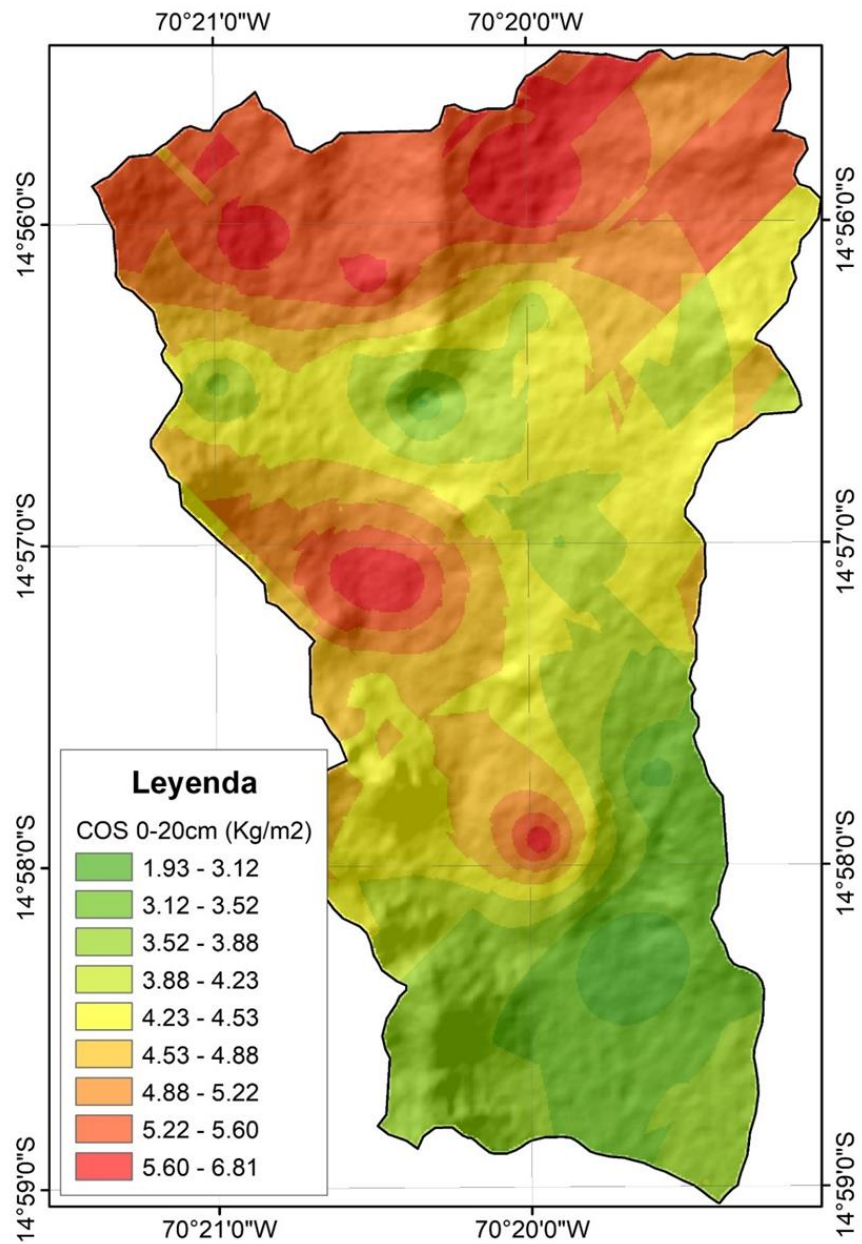 70°21'0"W
70°20'0"W
14°56'0"S
14°56'0"S
14°57'0"S
14°57'0"S
Leyenda
COS 0-20cm (Kg/m2)
1.93 - 3.12
3.12 - 3.52
3.52 - 3.88
3.88 - 4.23
4.23 - 4.53
4.53 - 4.88
4.88 - 5.22
5.22 - 5.60
5.60 - 6.81
14°58'0"S
14°58'0"S
14°59'0"S
14°59'0"S
70°21'0"W
70°20'0"W